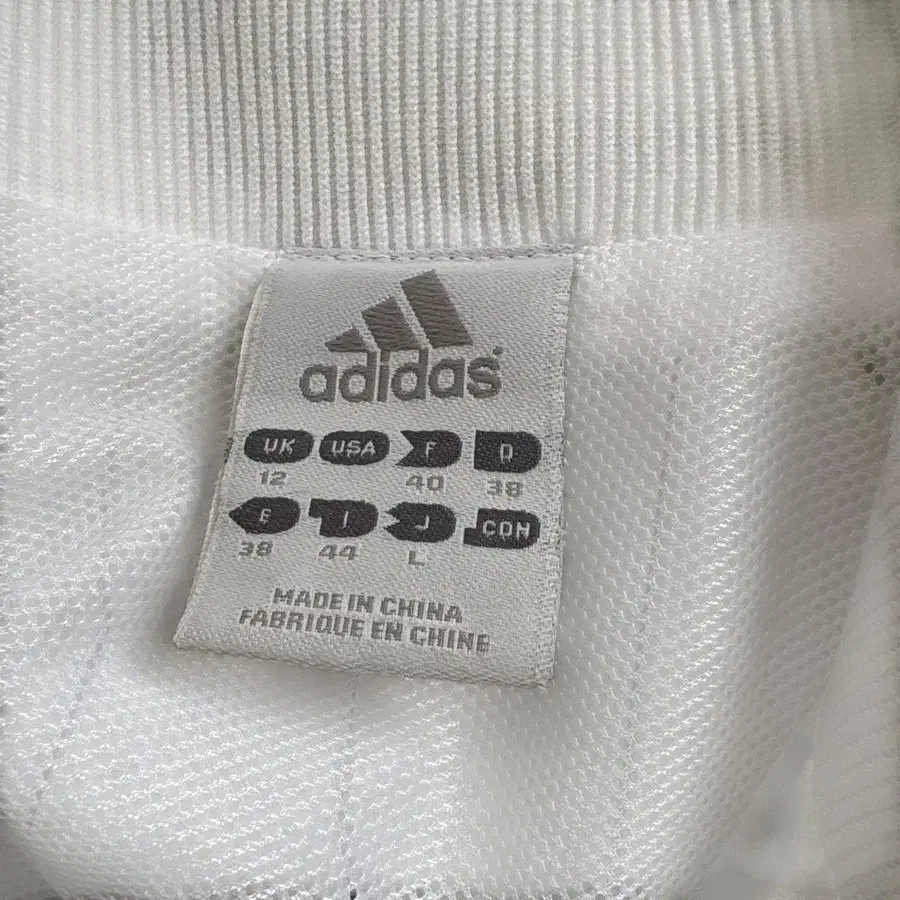 adidas
UK USA F D
12 40 38
E I J CDN
38 44 L
MADE IN CHINA
FABRIQUE EN CHINE